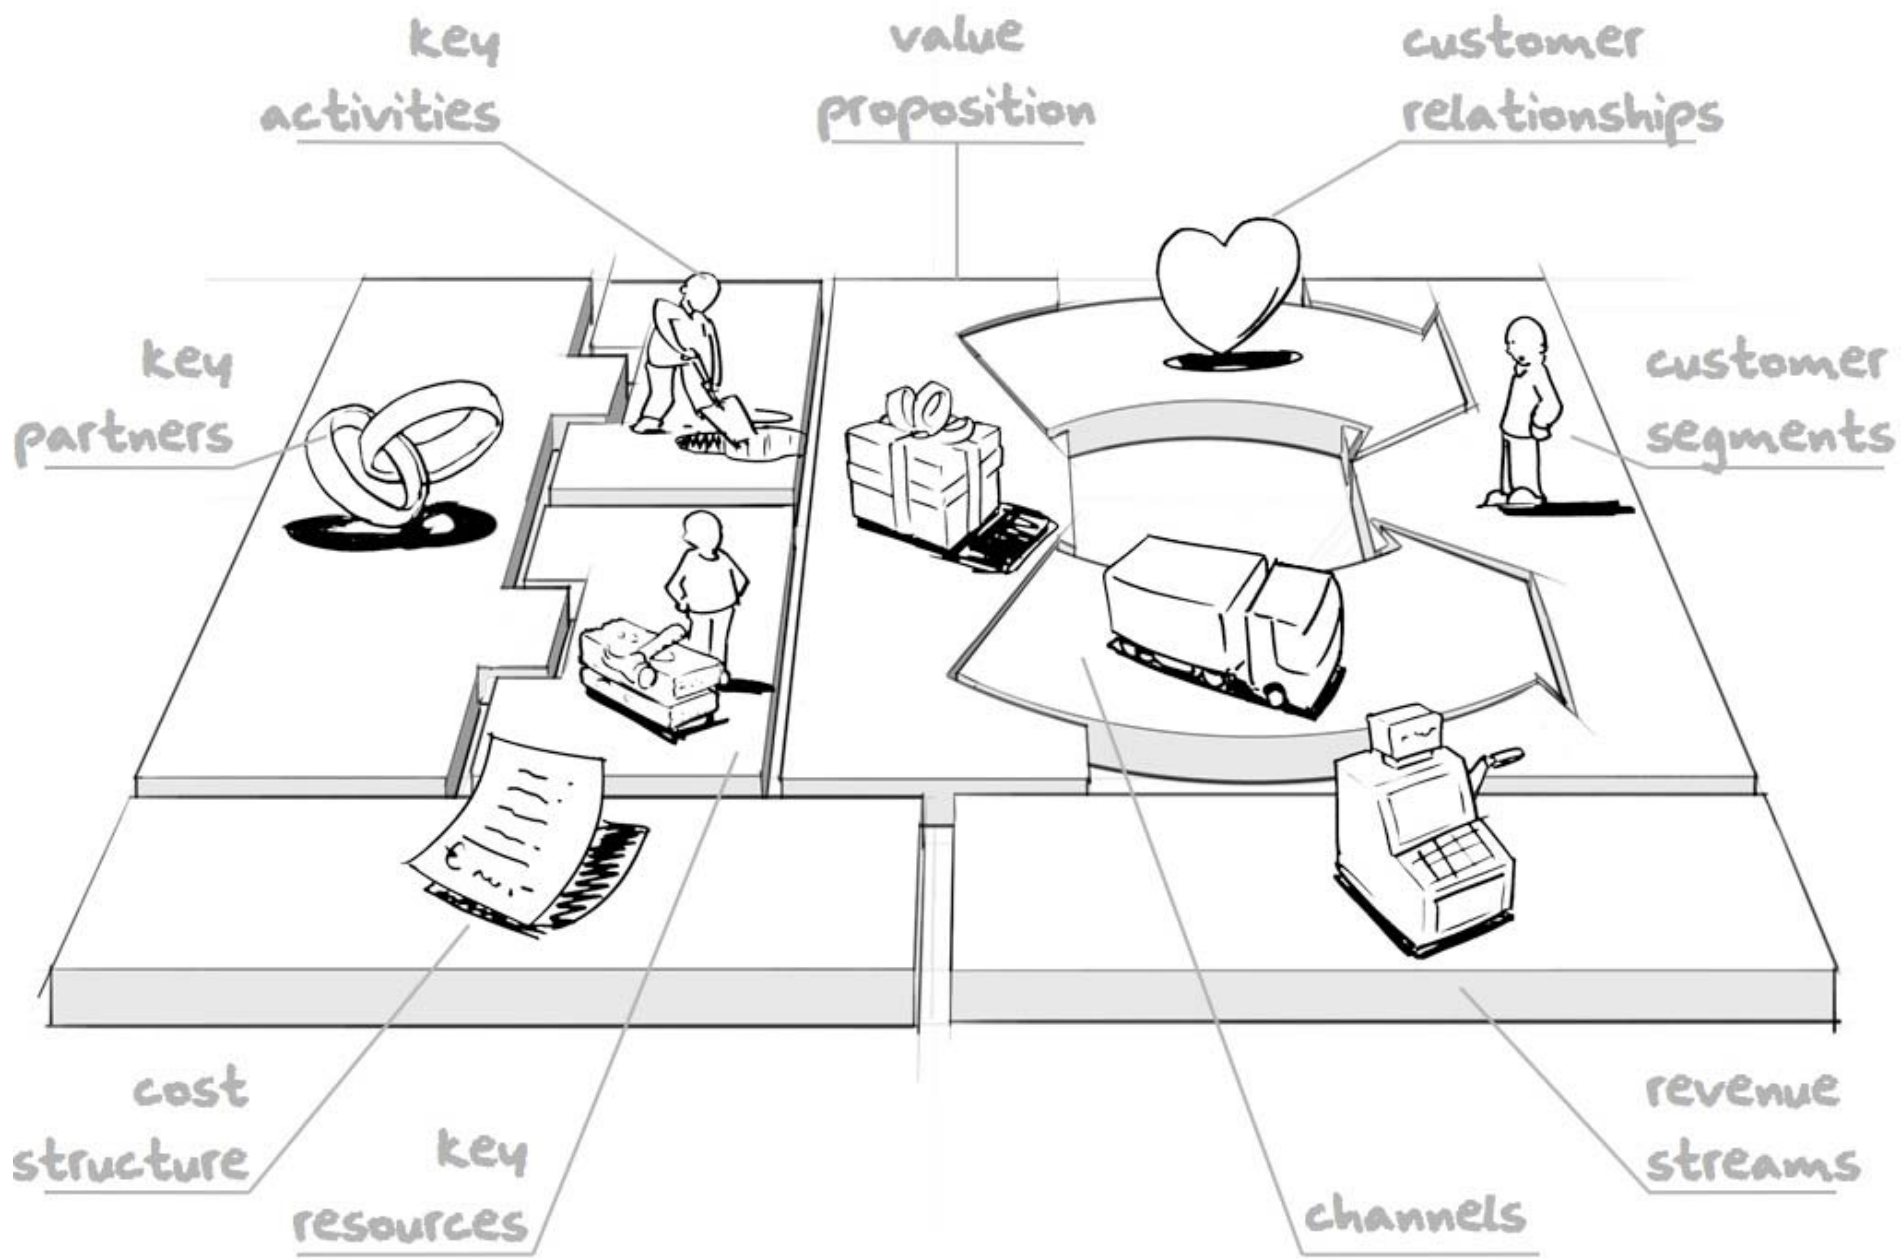 key
activities
value
proposition
customer
relationships
key
partners
customer
segments
cost
structure
key
resources
channels
revenue
streams
€